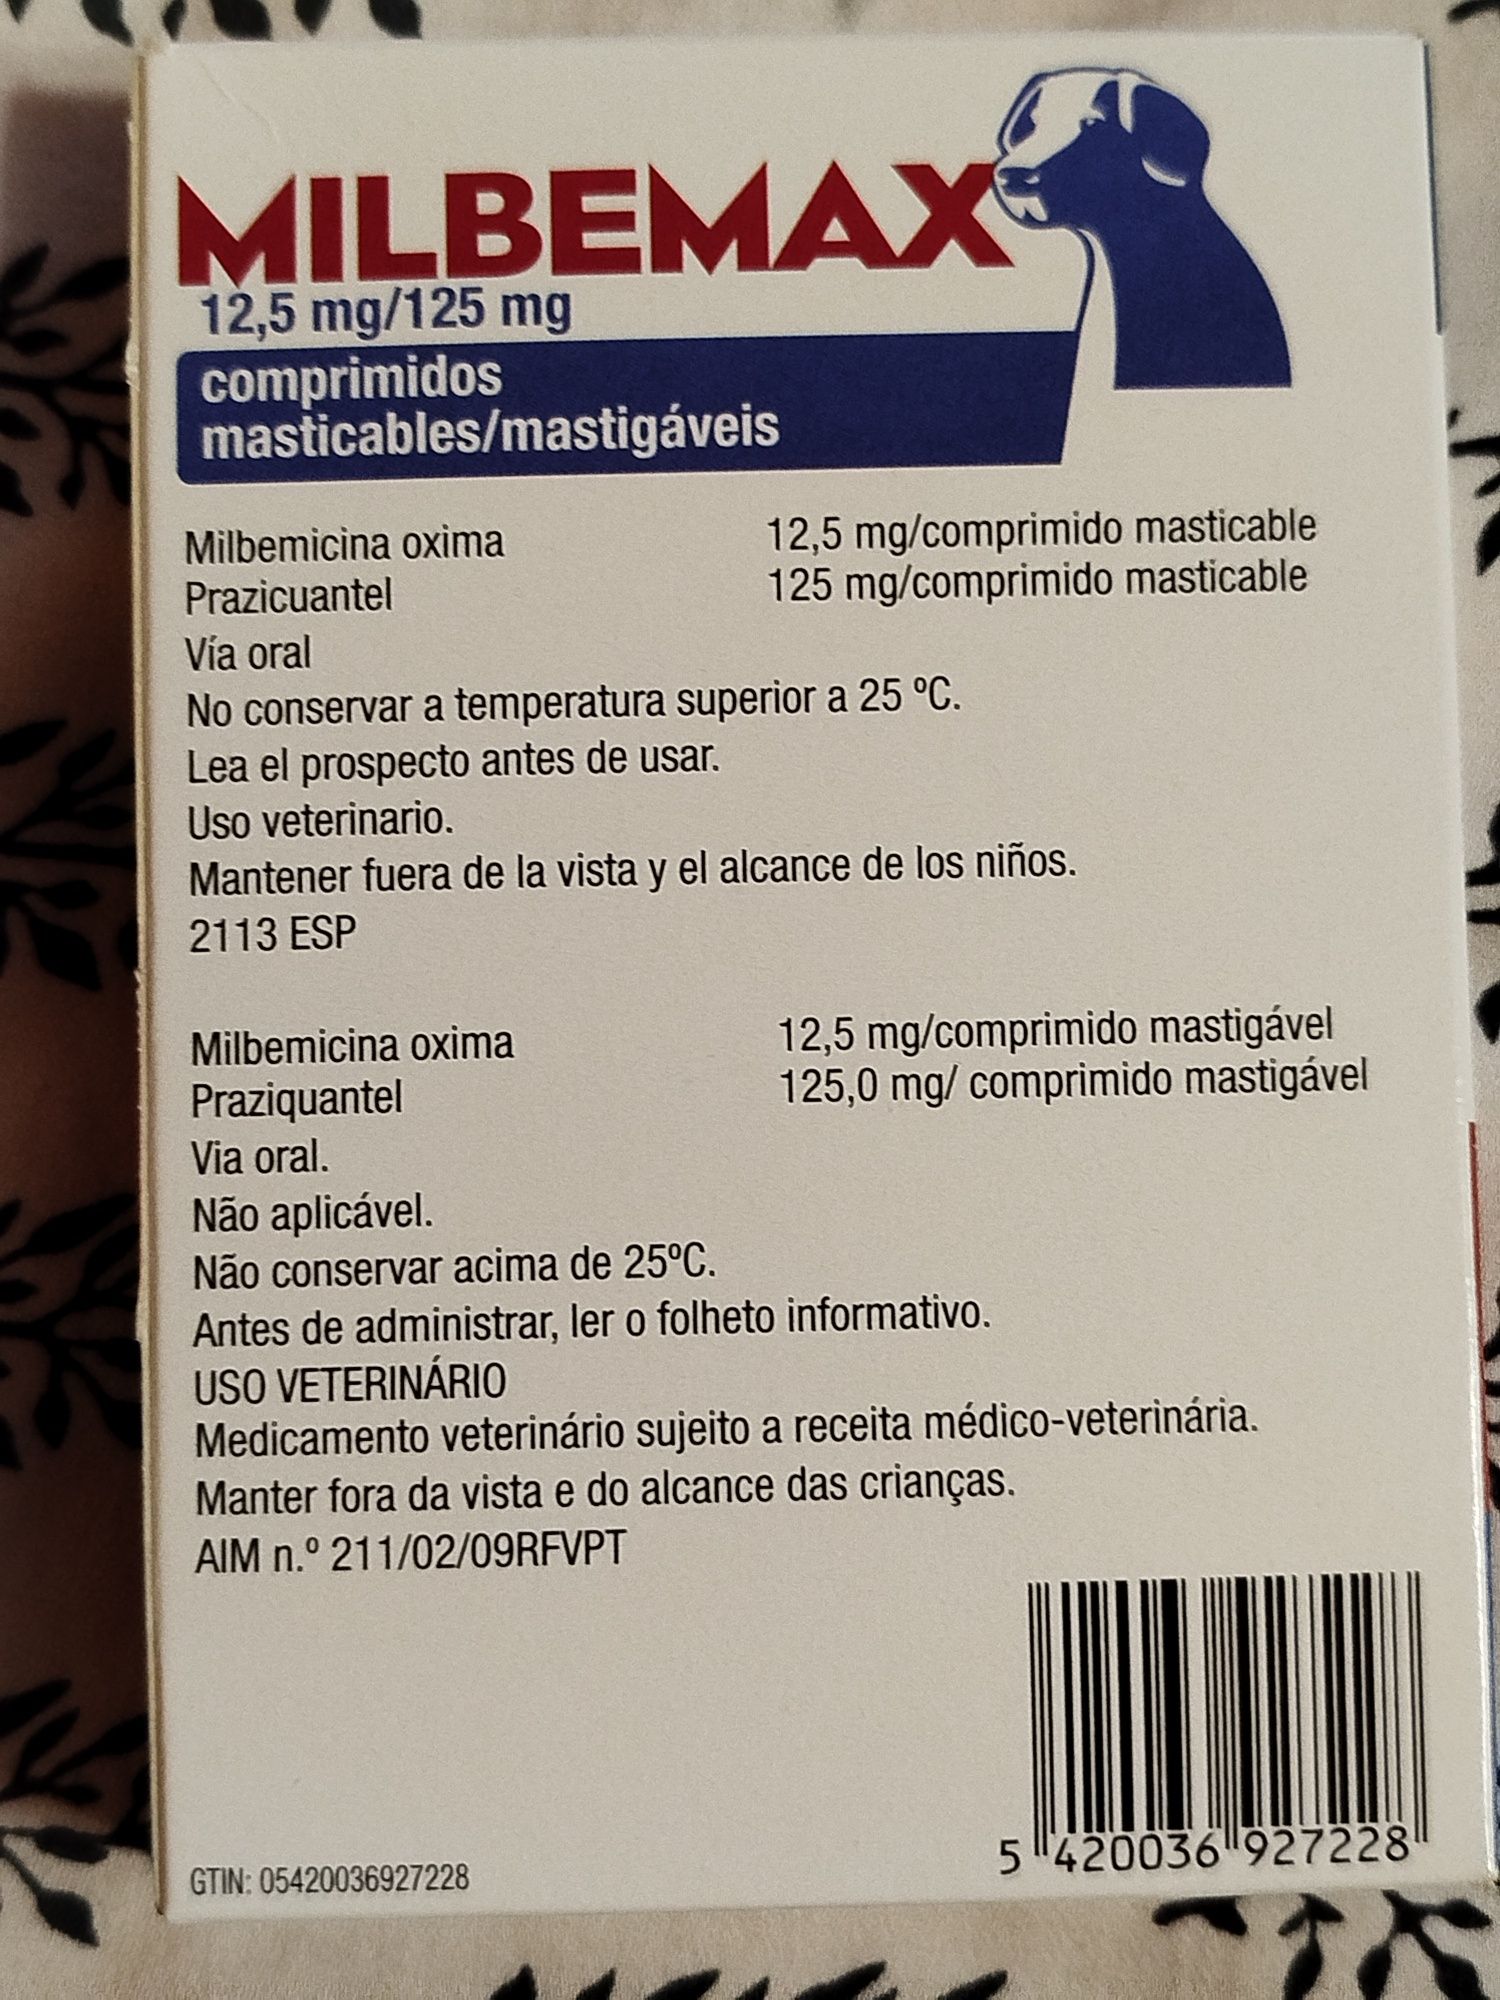 MILBEMAX
12,5 mg/125 mg
comprimidos
masticables/mastigáveis
Milbemicina oxima 12,5 mg/comprimido masticable
Prazicuantel 125 mg/comprimido masticable
Vía oral
No conservar a temperatura superior a 25 ºC.
Lea el prospecto antes de usar.
Uso veterinario.
Mantener fuera de la vista y el alcance de los niños.
2113 ESP
Milbemicina oxima 12,5 mg/comprimido mastigável
Praziquantel 125,0 mg/ comprimido mastigável
Via oral.
Não aplicável.
Não conservar acima de 25ºC.
Antes de administrar, ler o folheto informativo.
USO VETERINÁRIO
Medicamento veterinário sujeito a receita médico-veterinária.
Manter fora da vista e do alcance das crianças.
AIM n.º 211/02/09RFVPT
GTIN: 05420036927228
5 420036 927228